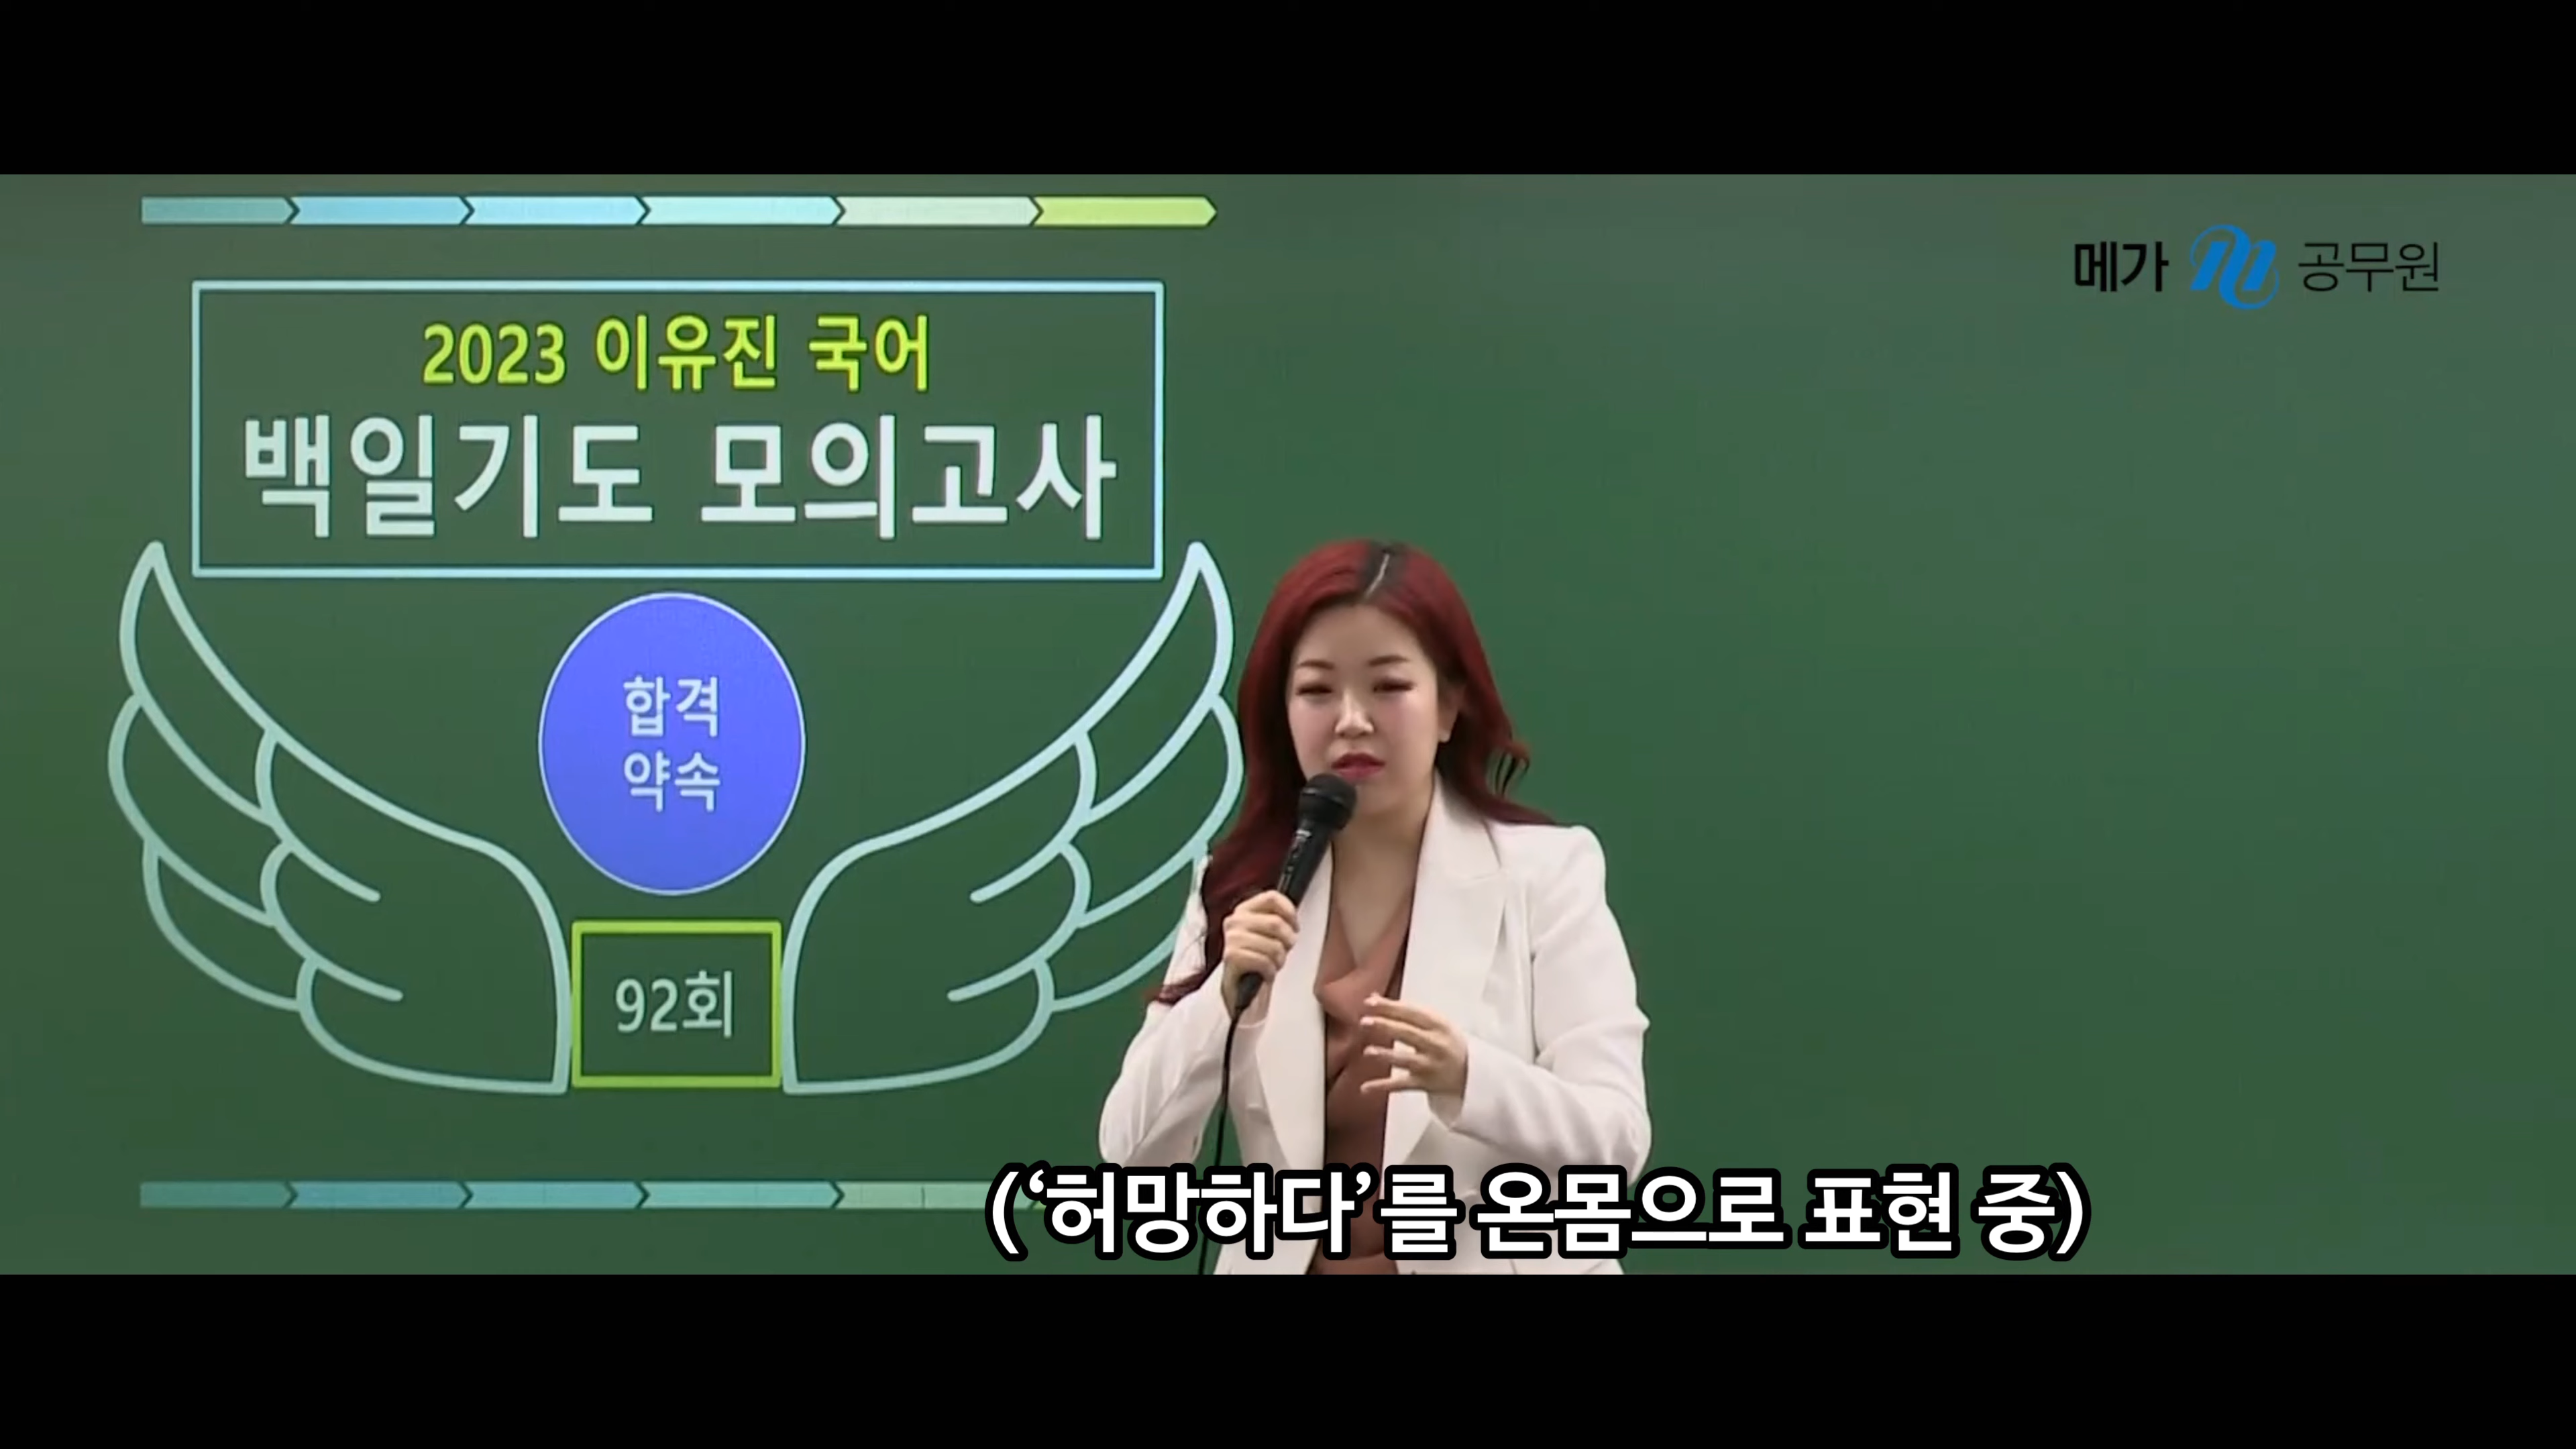 메가 공무원
2023 이유진 국어
백일기도 모의고사
합격
약속
92회
(‘허망하다’를 온몸으로 표현 중)